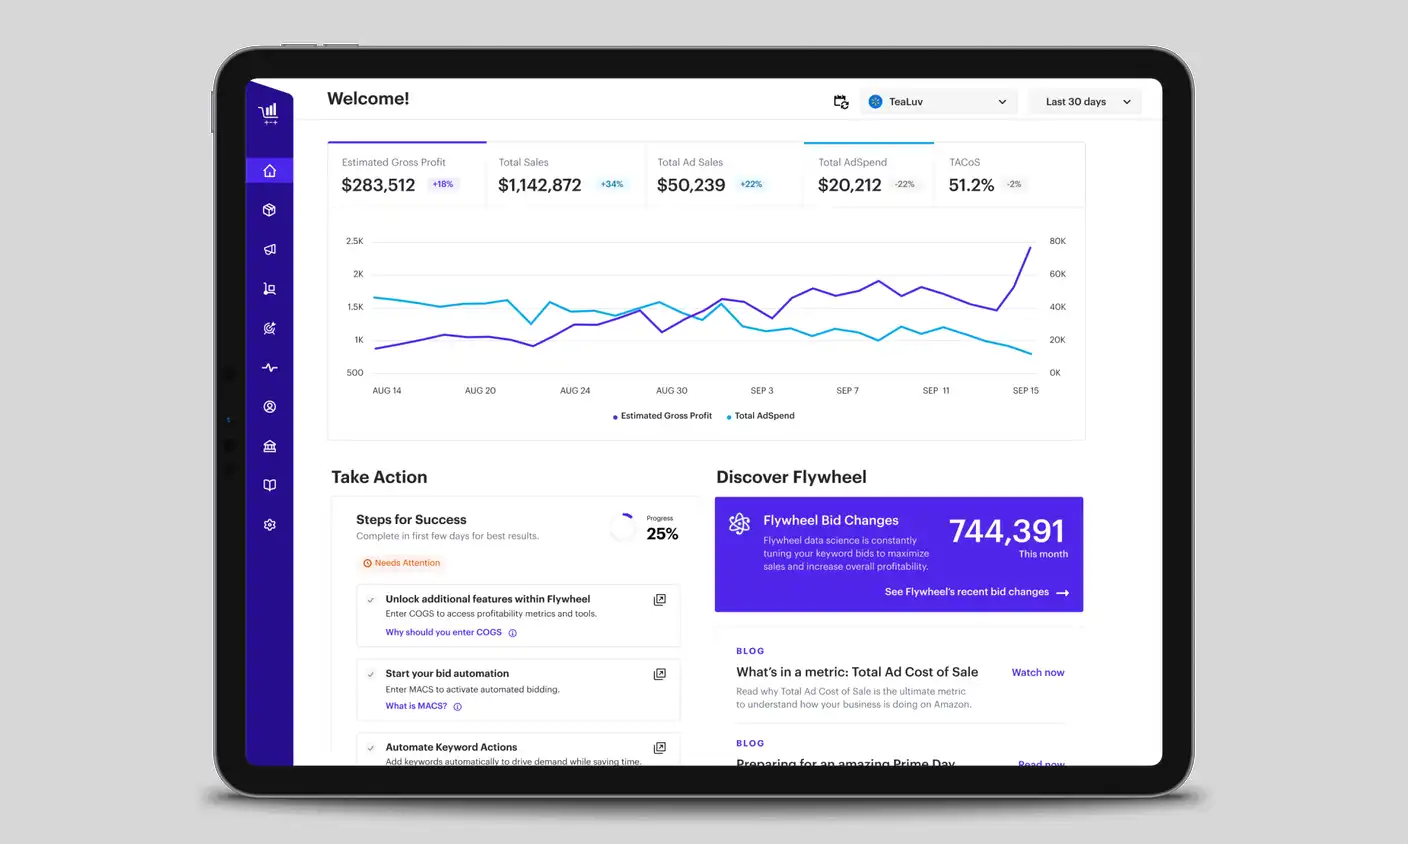 Welcome!
TeaLuv
Last 30 days
Estimated Gross Profit
$283,512 +18%
Total Sales
$1,142,872 +34%
Total Ad Sales
$50,239 +22%
Total AdSpend
$20,212 -22%
TACoS
51.2% -2%
2.5K
2K
1.5K
1K
500
80K
60K
40K
20K
0K
AUG 14 AUG 20 AUG 24 AUG 30 SEP 3 SEP 7 SEP 11 SEP 15
Estimated Gross Profit Total AdSpend
Take Action
Steps for Success
Complete in first few days for best results.
Progress
25%
Needs Attention
Unlock additional features within Flywheel
Enter COGS to access profitability metrics and tools.
Why should you enter COGS
Start your bid automation
Enter MACS to activate automated bidding.
What is MACS?
Automate Keyword Actions
Add keywords automatically to drive demand while saving time.
Discover Flywheel
Flywheel Bid Changes
Flywheel data science is constantly
tuning your keyword bids to maximize
sales and increase overall profitability.
744,391
This month
See Flywheel's recent bid changes
BLOG
What's in a metric: Total Ad Cost of Sale
Watch now
Read why Total Ad Cost of Sale is the ultimate metric
to understand how your business is doing on Amazon.
BLOG
Preparing for an amazing Prime Day
Read now